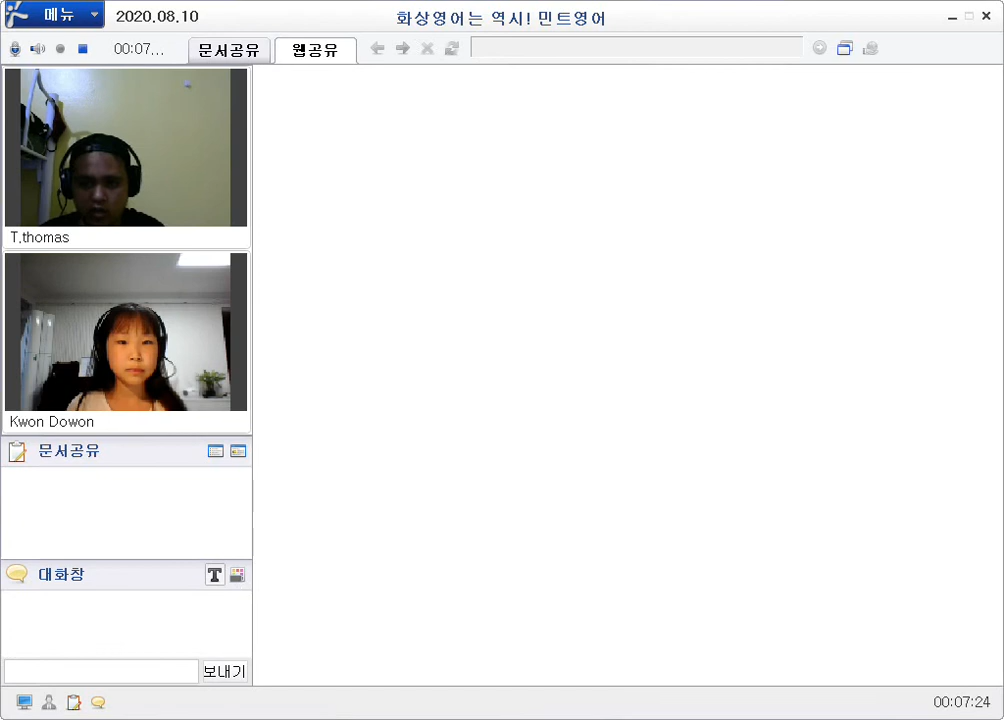 메뉴 2020.08.10 화상영어는 역시! 민트영어
00:07... 문서공유 웹공유
T.thomas
Kwon Dowon
문서공유
대화창 T
보내기
00:07:24